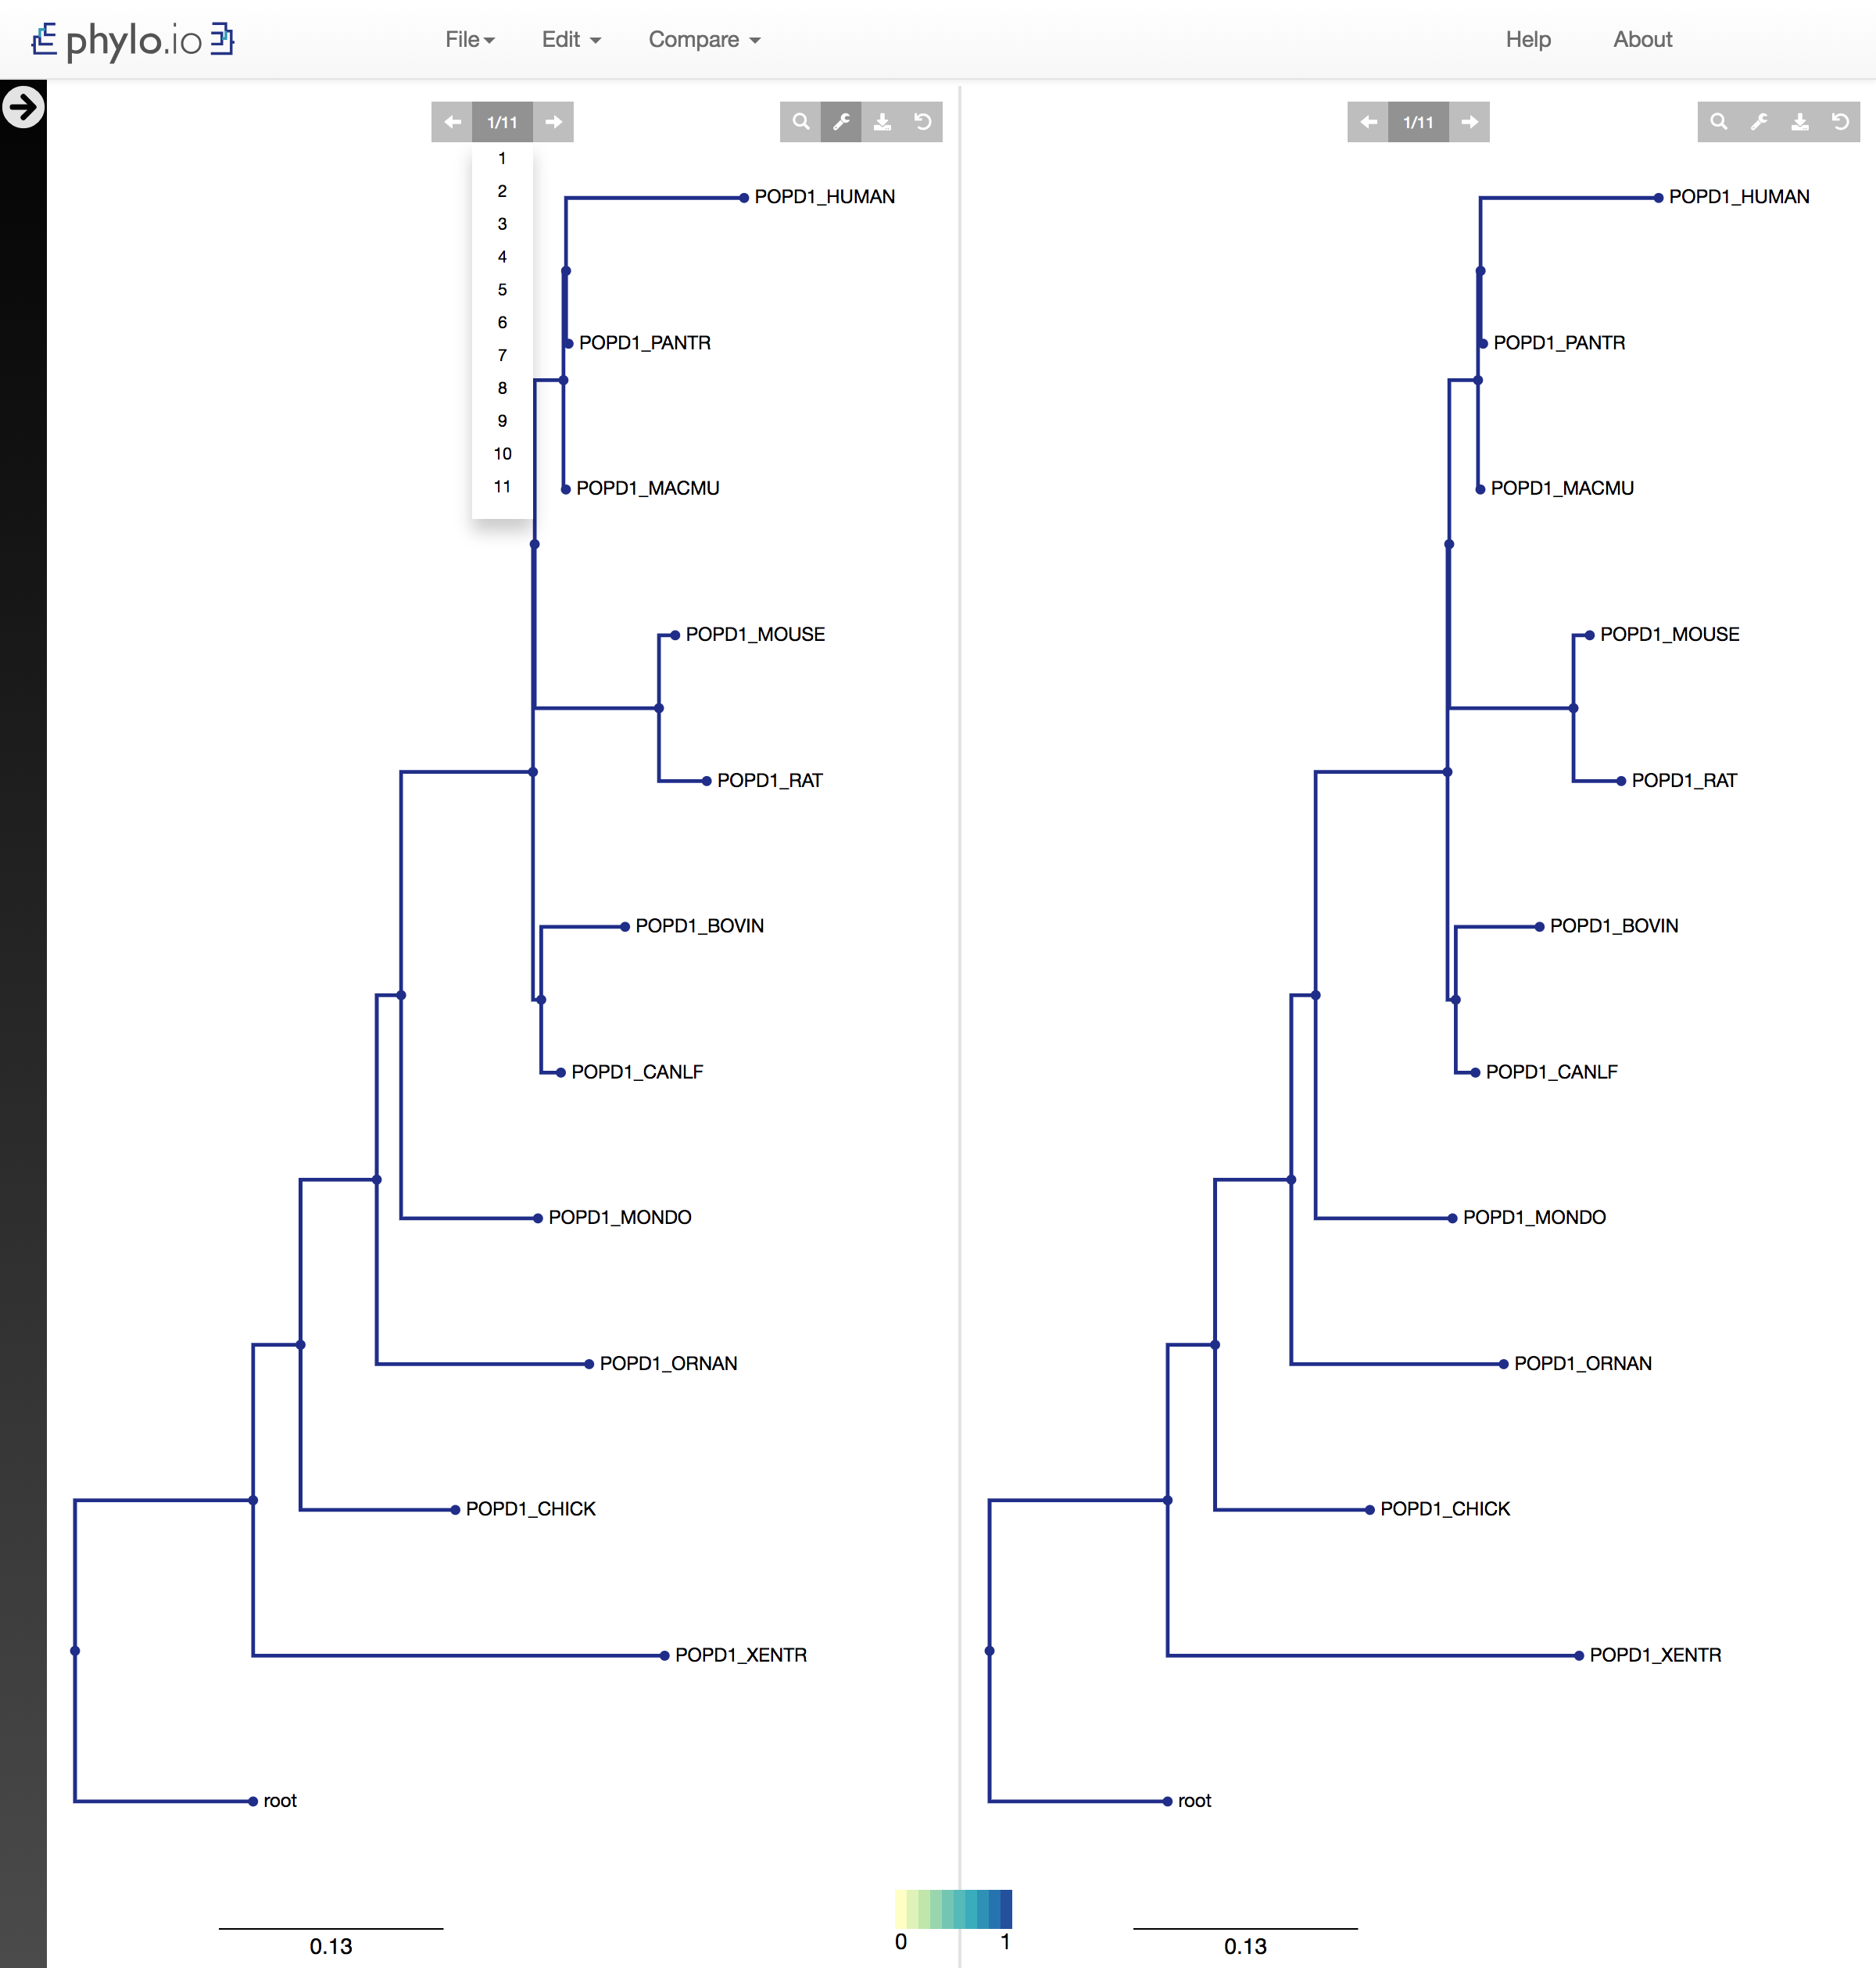 phylo.io
File
Edit
Compare
Help
About
1/11
1
2
3
4
5
6
7
8
9
10
11
POPD1_HUMAN
POPD1_PANTR
POPD1_MACMU
POPD1_MOUSE
POPD1_RAT
POPD1_BOVIN
POPD1_CANLF
POPD1_MONDO
POPD1_ORNAN
POPD1_CHICK
POPD1_XENTR
root
0.13
1/11
POPD1_HUMAN
POPD1_PANTR
POPD1_MACMU
POPD1_MOUSE
POPD1_RAT
POPD1_BOVIN
POPD1_CANLF
POPD1_MONDO
POPD1_ORNAN
POPD1_CHICK
POPD1_XENTR
root
0 1
0.13